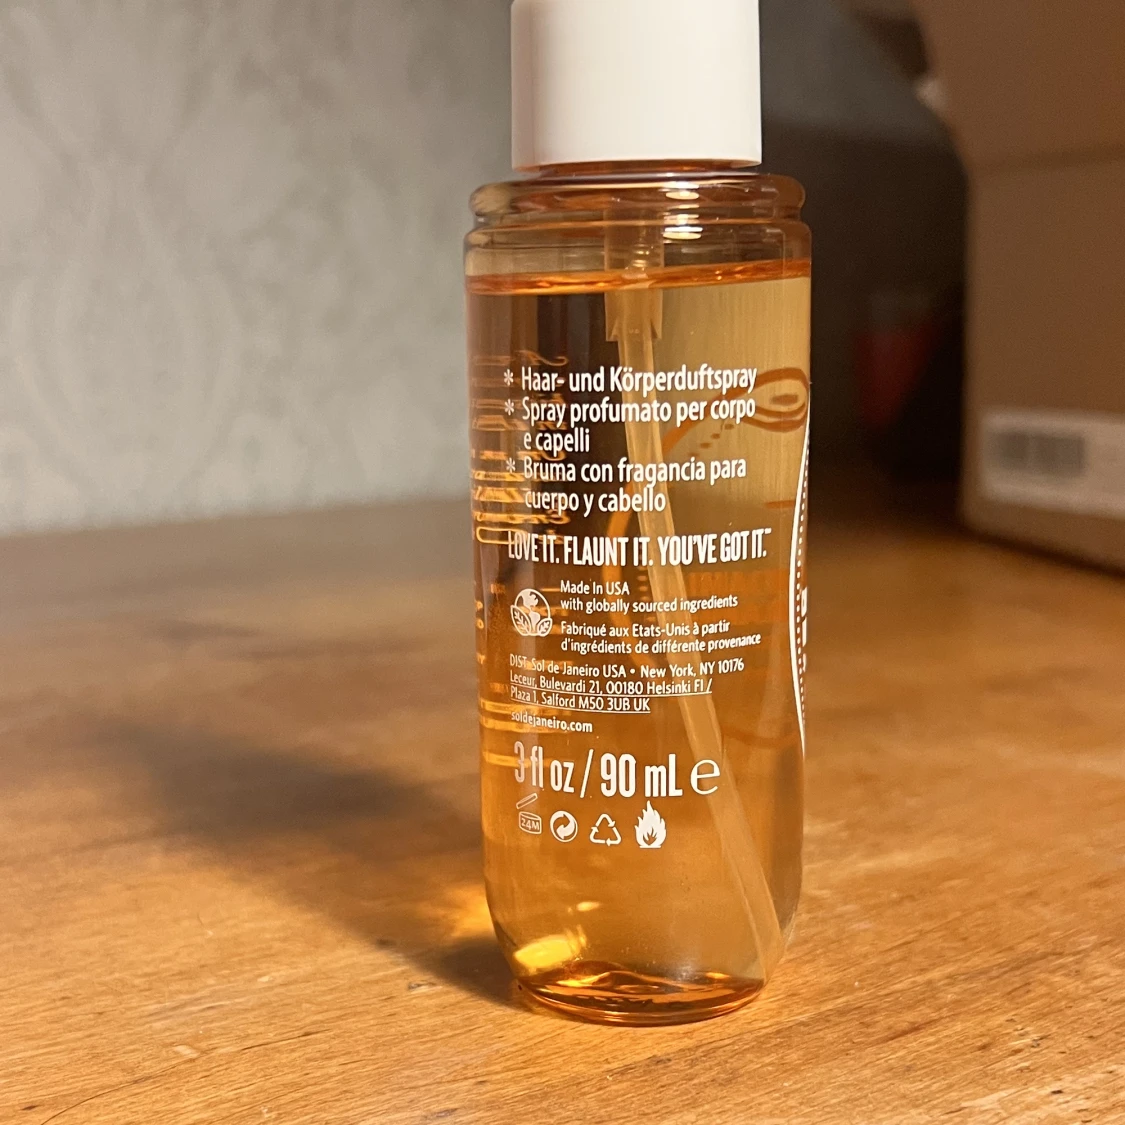 * Haar- und Körperduftspray
* Spray profumato per corpo
e capelli
* Bruma con fragancia para
cuerpo y cabello
LOVE IT. FLAUNT IT. YOU'VE GOT IT.™
Made In USA
with globally sourced ingredients
Fabriqué aux Etats-Unis à partir
d'ingrédients de différente provenance
DIST. Sol de Janeiro USA • New York, NY 10176
Leceur, Bulevardi 21, 00180 Helsinki FI /
Plaza 1, Salford M50 3UB UK
soldejaneiro.com
3 fl oz / 90 mL ℮
24M